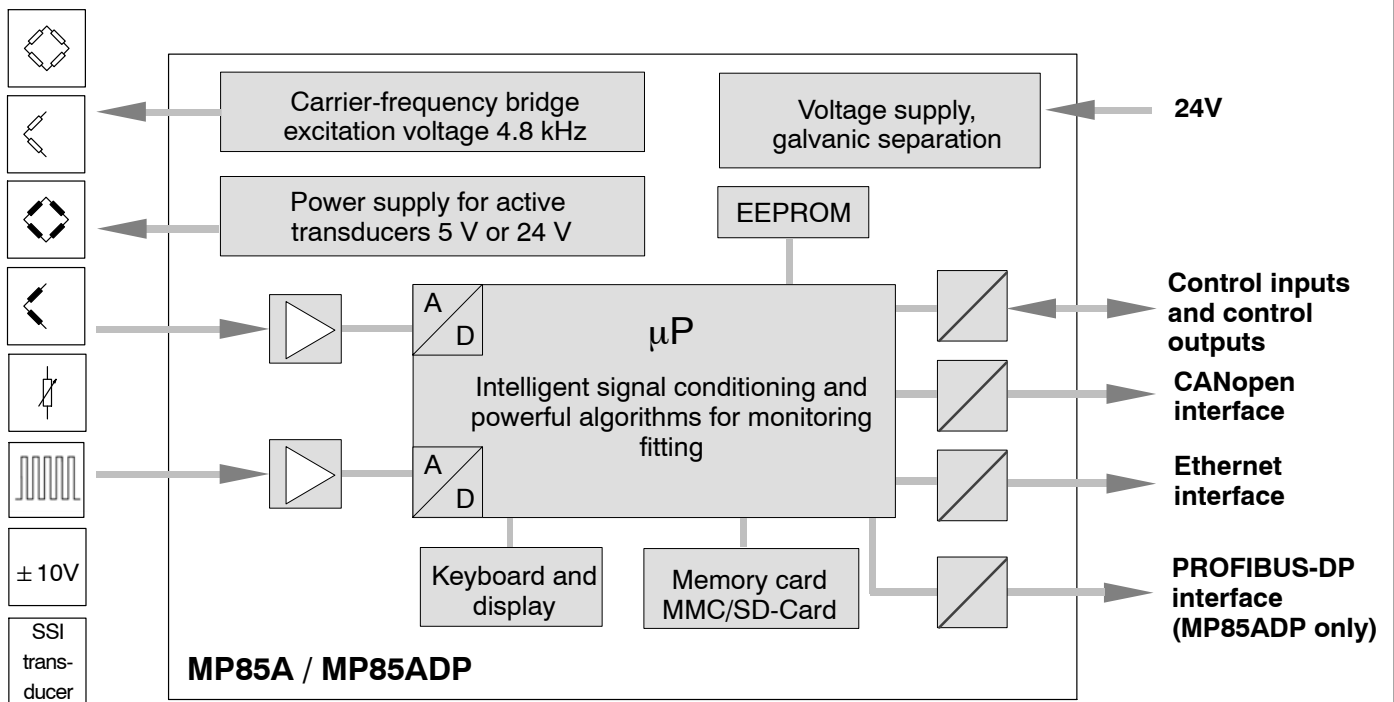 Carrier-frequency bridge
excitation voltage 4.8 kHz
Voltage supply,
galvanic separation
24V
Power supply for active
transducers 5 V or 24 V
EEPROM
A
D
μP
Intelligent signal conditioning and
powerful algorithms for monitoring
fitting
A
D
Control inputs
and control
outputs
CANopen
interface
Ethernet
interface
PROFIBUS-DP
interface
(MP85ADP only)
Keyboard and
display
Memory card
MMC/SD-Card
± 10V
SSI
trans-
ducer
MP85A / MP85ADP